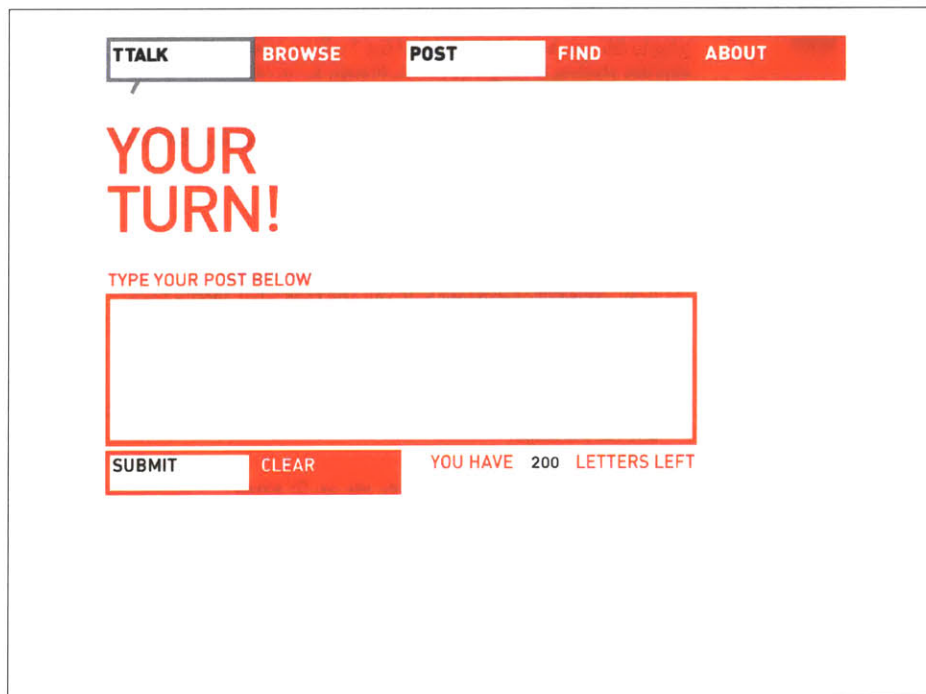 TTALK BROWSE POST FIND ABOUT
YOUR
TURN!
TYPE YOUR POST BELOW
SUBMIT CLEAR YOU HAVE 200 LETTERS LEFT